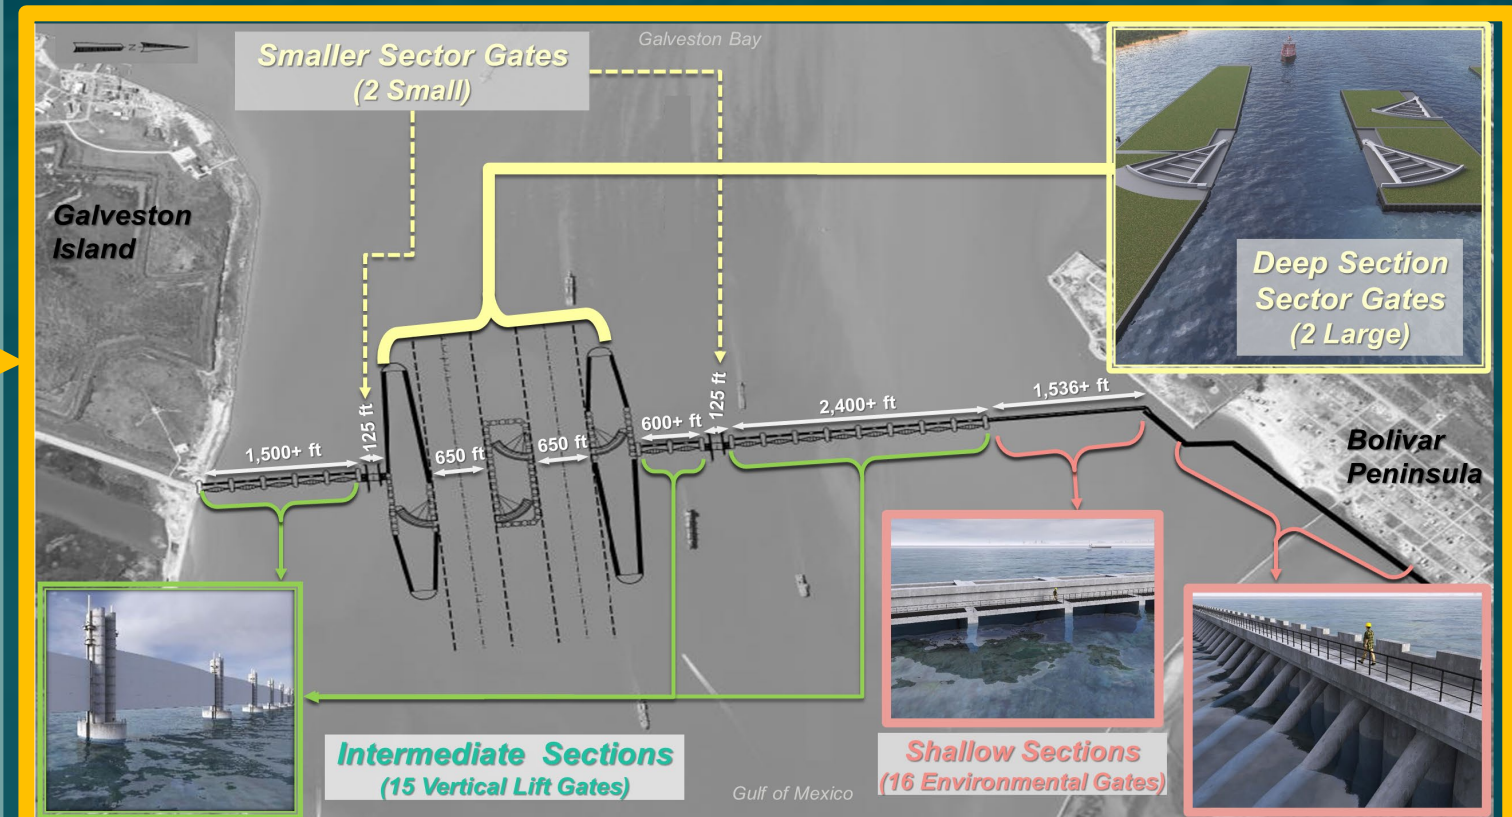 N
Galveston Bay
Smaller Sector Gates
(2 Small)
Galveston
Island
Deep Section
Sector Gates
(2 Large)
1,500+ ft
125 ft
650 ft
650 ft
600+ ft
125 ft
2,400+ ft
1,536+ ft
Bolivar
Peninsula
Intermediate Sections
(15 Vertical Lift Gates)
Shallow Sections
(16 Environmental Gates)
Gulf of Mexico